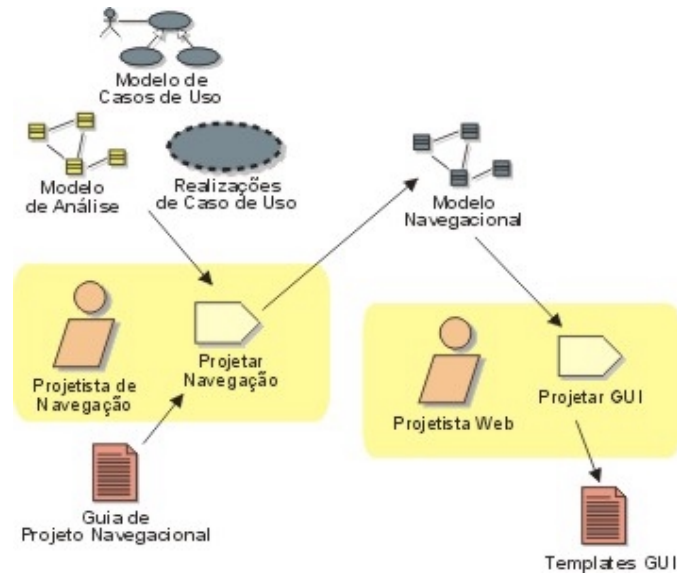 Modelo de
Casos de Uso
Modelo
de Análise
Realizações
de Caso de Uso
Modelo
Navegacional
Projetista de
Navegação
Projetar
Navegação
Projetista Web
Projetar GUI
Guia de
Projeto Navegacional
Templates GUI